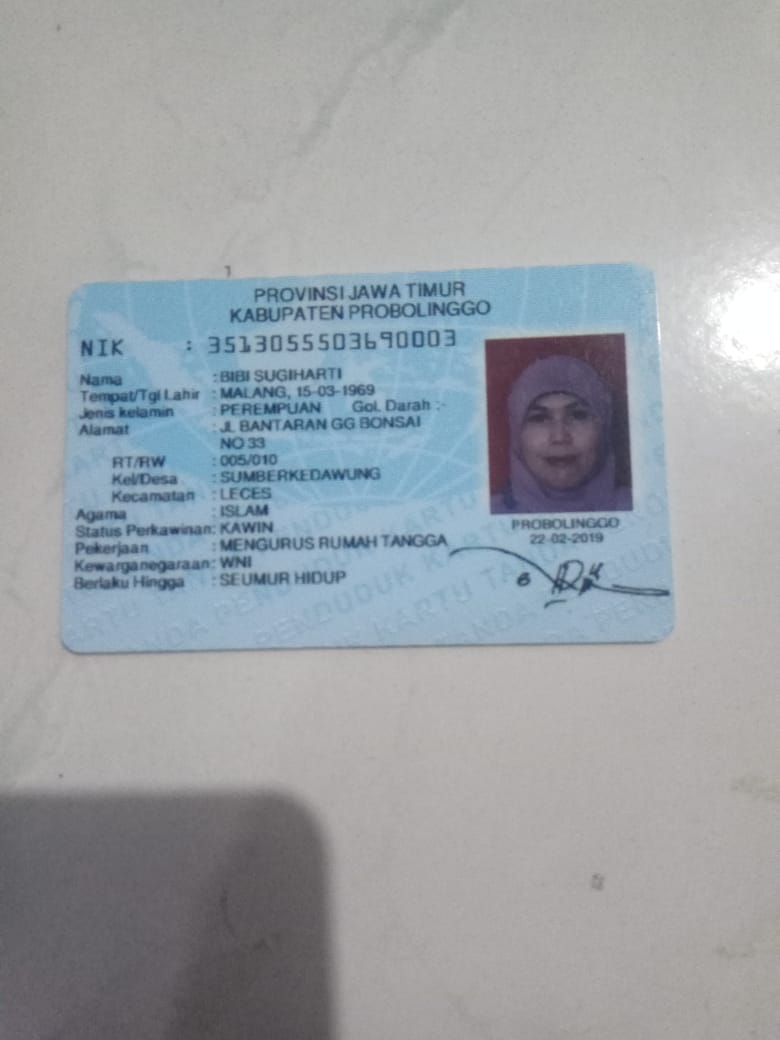 PROVINSI JAWA TIMUR
KABUPATEN PROBOLINGGO
NIK : 3513055503690003
Nama : BIBI SUGIHARTI
Tempat/Tgl Lahir : MALANG, 15-03-1969
Jenis kelamin : PEREMPUAN Gol. Darah :-
Alamat : JL BANTARAN GG BONSAI
NO 33
RT/RW : 005/010
Kel/Desa : SUMBERKEDAWUNG
Kecamatan : LECES
Agama : ISLAM
Status Perkawinan: KAWIN
Pekerjaan : MENGURUS RUMAH TANGGA
Kewarganegaraan: WNI
Berlaku Hingga : SEUMUR HIDUP
PROBOLINGGO
22-02-2019